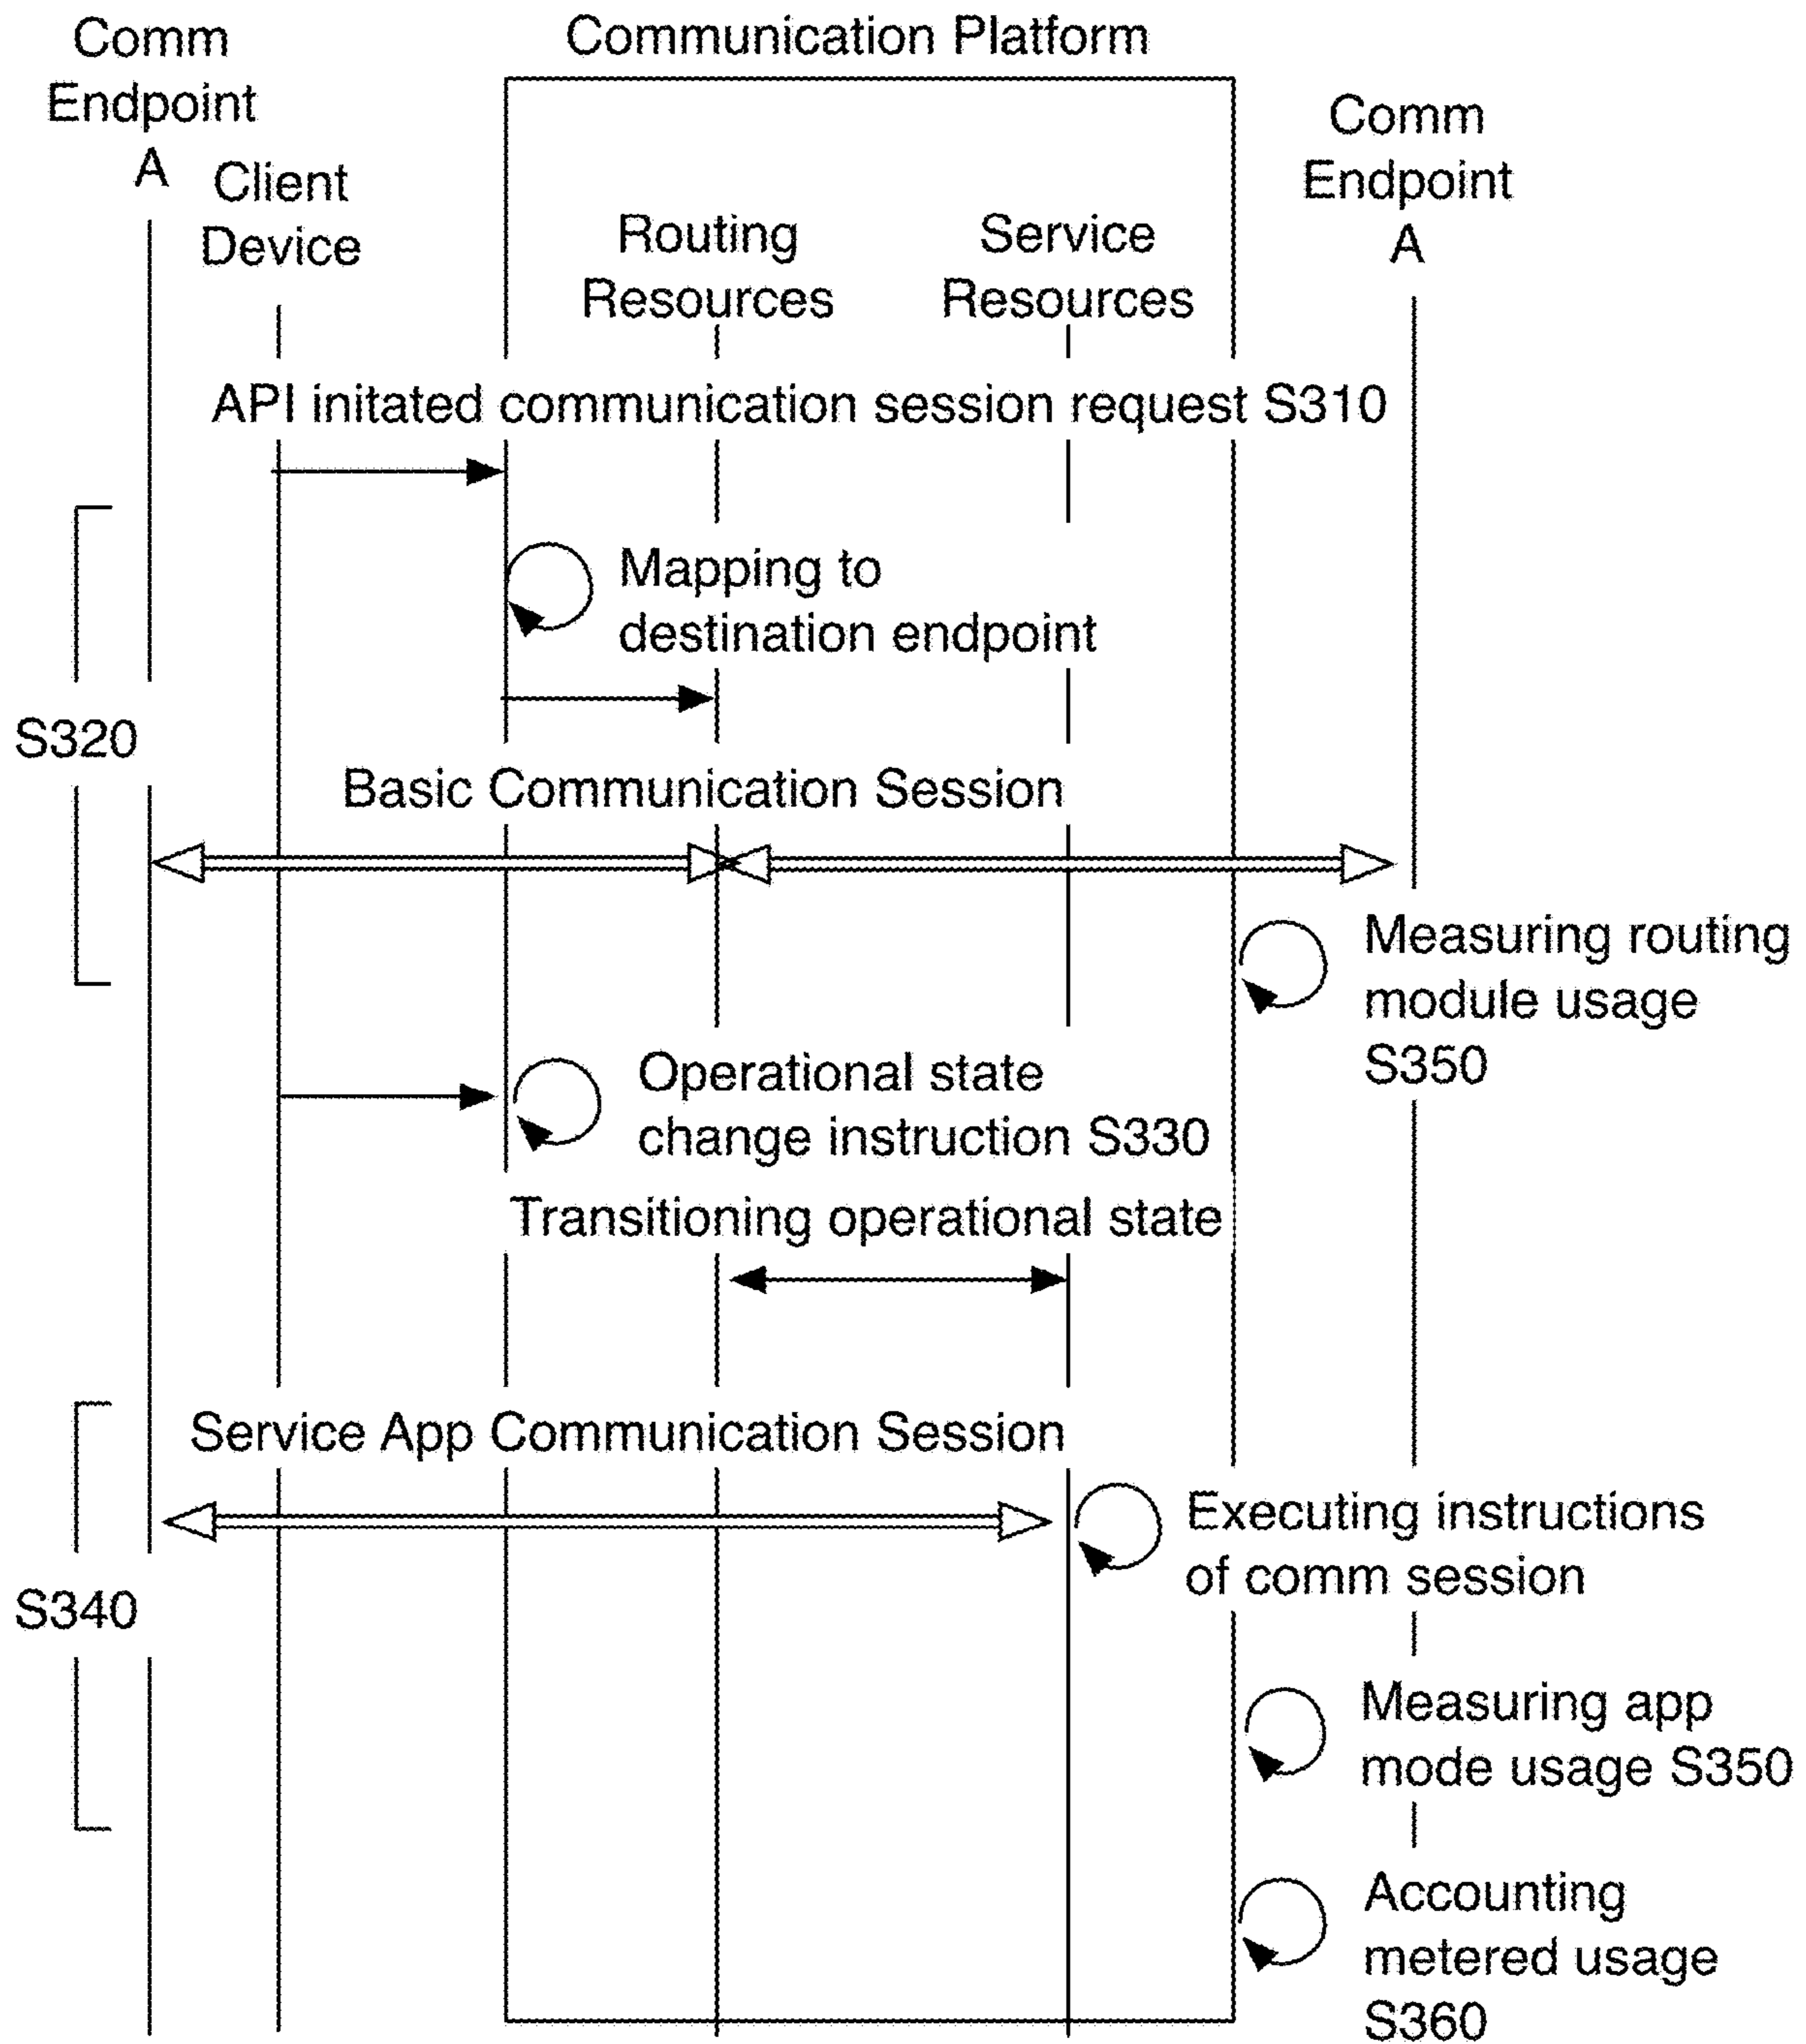 Comm
Endpoint
A
Client
Device
Communication Platform
Routing
Resources
Service
Resources
Comm
Endpoint
A
API initated communication session request S310
Mapping to
destination endpoint
S320
Basic Communication Session
Measuring routing
module usage
S350
Operational state
change instruction S330
Transitioning operational state
Service App Communication Session
Executing instructions
of comm session
S340
Measuring app
mode usage S350
Accounting
metered usage
S360